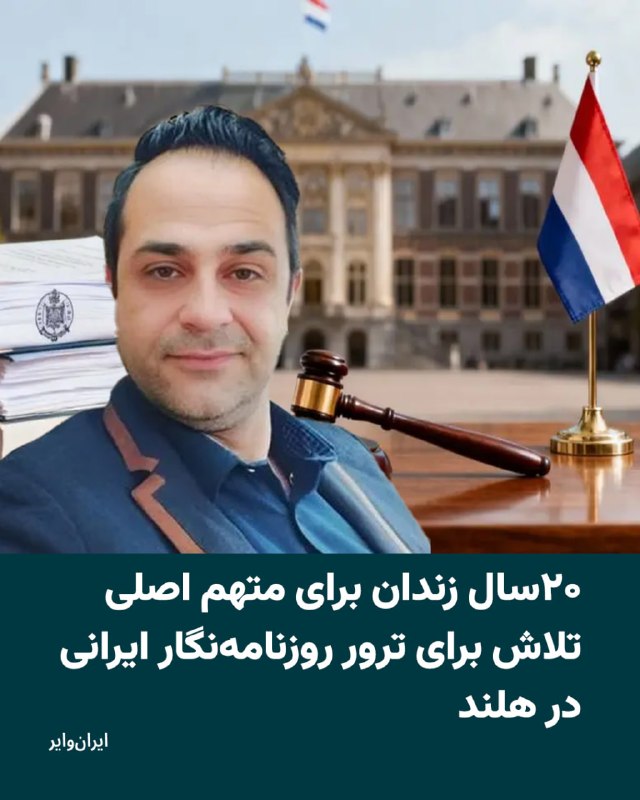 ۲۰سال زندان برای متهم اصلی
تلاش برای ترور روزنامه‌نگار ایرانی
در هلند
ایران‌وایر